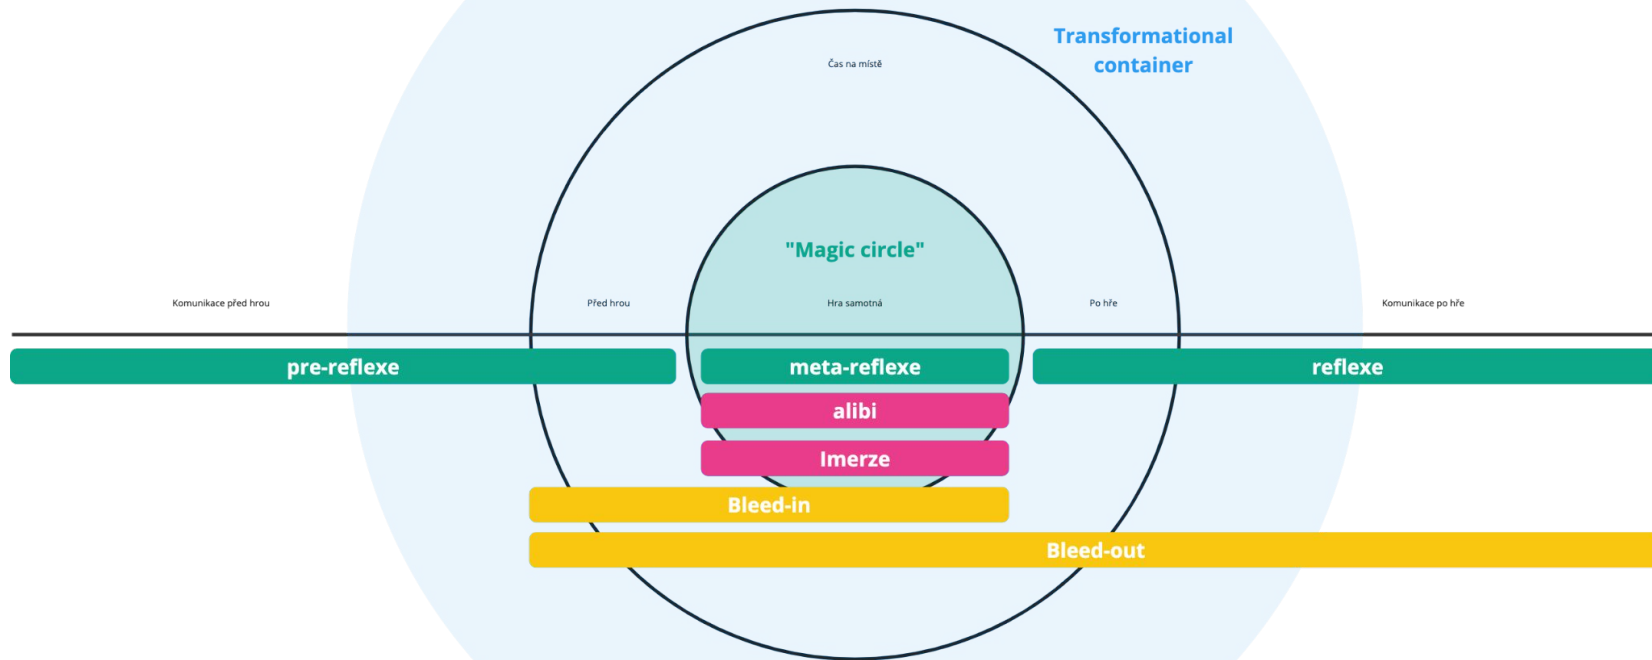 Transformational
container
Čas na místě
"Magic circle"
Komunikace před hrou
Před hrou
Hra samotná
Po hře
Komunikace po hře
pre-reflexe
meta-reflexe
reflexe
alibi
Imerze
Bleed-in
Bleed-out